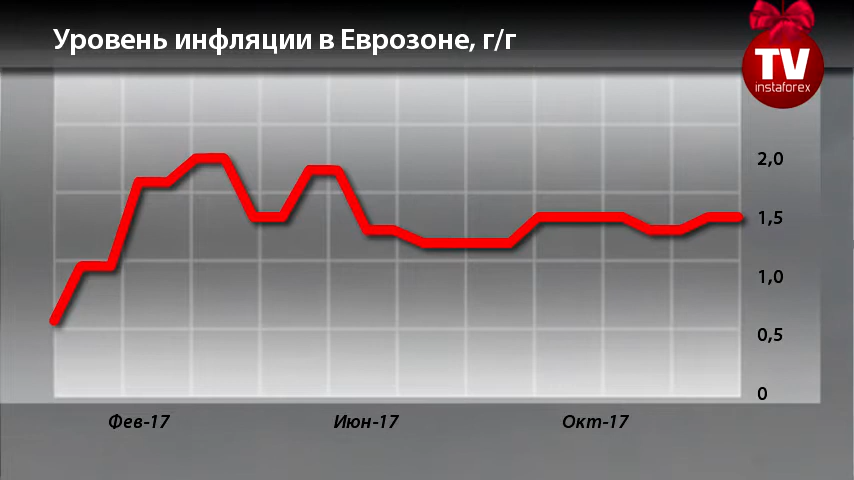 Уровень инфляции в Еврозоне, г/г
TV
instaforex
2,0
1,5
1,0
0,5
0
Фев-17 Июн-17 Окт-17